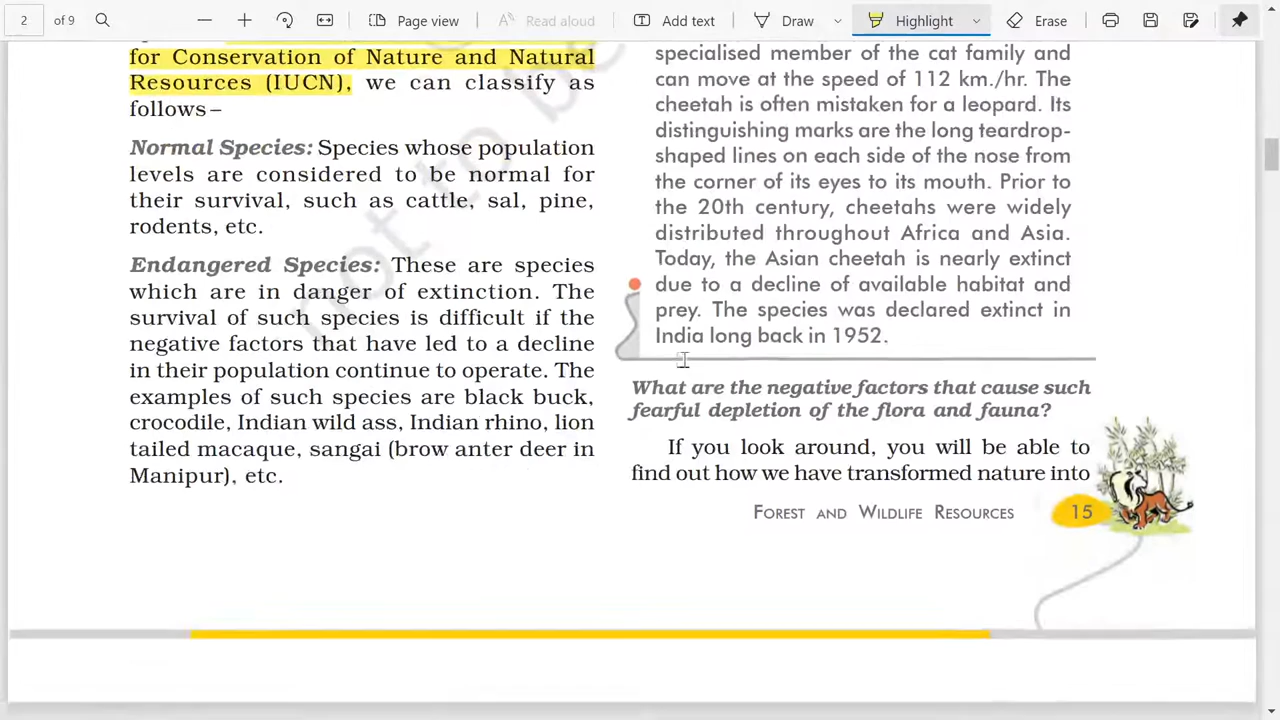 2 of 9 Page view Read aloud Add text Draw Highlight Erase
for Conservation of Nature and Natural
Resources (IUCN), we can classify as
follows–
Normal Species: Species whose population
levels are considered to be normal for
their survival, such as cattle, sal, pine,
rodents, etc.
Endangered Species: These are species
which are in danger of extinction. The
survival of such species is difficult if the
negative factors that have led to a decline
in their population continue to operate. The
examples of such species are black buck,
crocodile, Indian wild ass, Indian rhino, lion
tailed macaque, sangai (brow anter deer in
Manipur), etc.
specialised member of the cat family and
can move at the speed of 112 km./hr. The
cheetah is often mistaken for a leopard. Its
distinguishing marks are the long teardrop-
shaped lines on each side of the nose from
the corner of its eyes to its mouth. Prior to
the 20th century, cheetahs were widely
distributed throughout Africa and Asia.
Today, the Asian cheetah is nearly extinct
due to a decline of available habitat and
prey. The species was declared extinct in
India long back in 1952.
What are the negative factors that cause such
fearful depletion of the flora and fauna?
If you look around, you will be able to
find out how we have transformed nature into
FOREST AND WILDLIFE RESOURCES 15
not to be